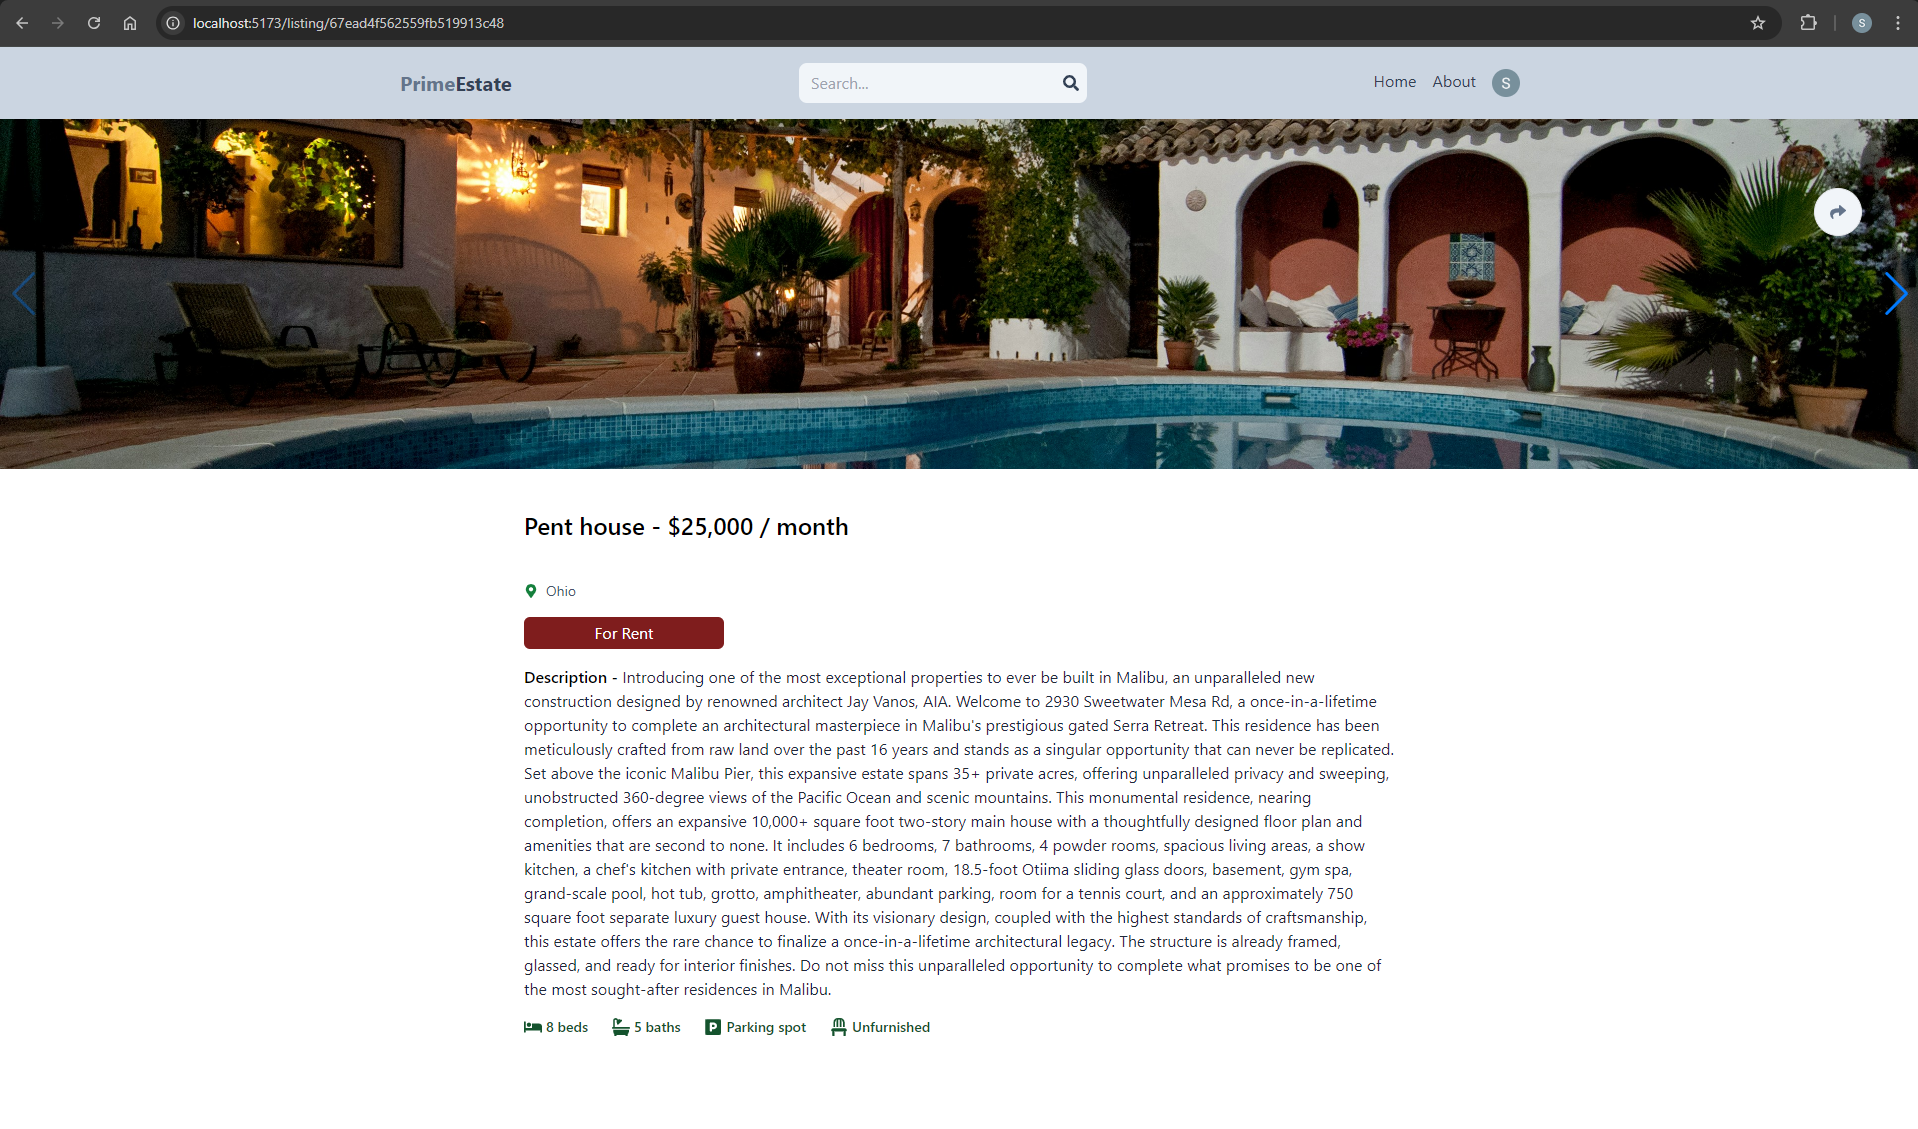 localhost:5173/listing/67ead4f562559fb519913c48
S
PrimeEstate
Search...
Home
About
S
Pent house - $25,000 / month
Ohio
For Rent
Description - Introducing one of the most exceptional properties to ever be built in Malibu, an unparalleled new
construction designed by renowned architect Jay Vanos, AIA. Welcome to 2930 Sweetwater Mesa Rd, a once-in-a-lifetime
opportunity to complete an architectural masterpiece in Malibu's prestigious gated Serra Retreat. This residence has been
meticulously crafted from raw land over the past 16 years and stands as a singular opportunity that can never be replicated.
Set above the iconic Malibu Pier, this expansive estate spans 35+ private acres, offering unparalleled privacy and sweeping,
unobstructed 360-degree views of the Pacific Ocean and scenic mountains. This monumental residence, nearing
completion, offers an expansive 10,000+ square foot two-story main house with a thoughtfully designed floor plan and
amenities that are second to none. It includes 6 bedrooms, 7 bathrooms, 4 powder rooms, spacious living areas, a show
kitchen, a chef's kitchen with private entrance, theater room, 18.5-foot Otiima sliding glass doors, basement, gym spa,
grand-scale pool, hot tub, grotto, amphitheater, abundant parking, room for a tennis court, and an approximately 750
square foot separate luxury guest house. With its visionary design, coupled with the highest standards of craftsmanship,
this estate offers the rare chance to finalize a once-in-a-lifetime architectural legacy. The structure is already framed,
glassed, and ready for interior finishes. Do not miss this unparalleled opportunity to complete what promises to be one of
the most sought-after residences in Malibu.
8 beds
5 baths
P Parking spot
Unfurnished